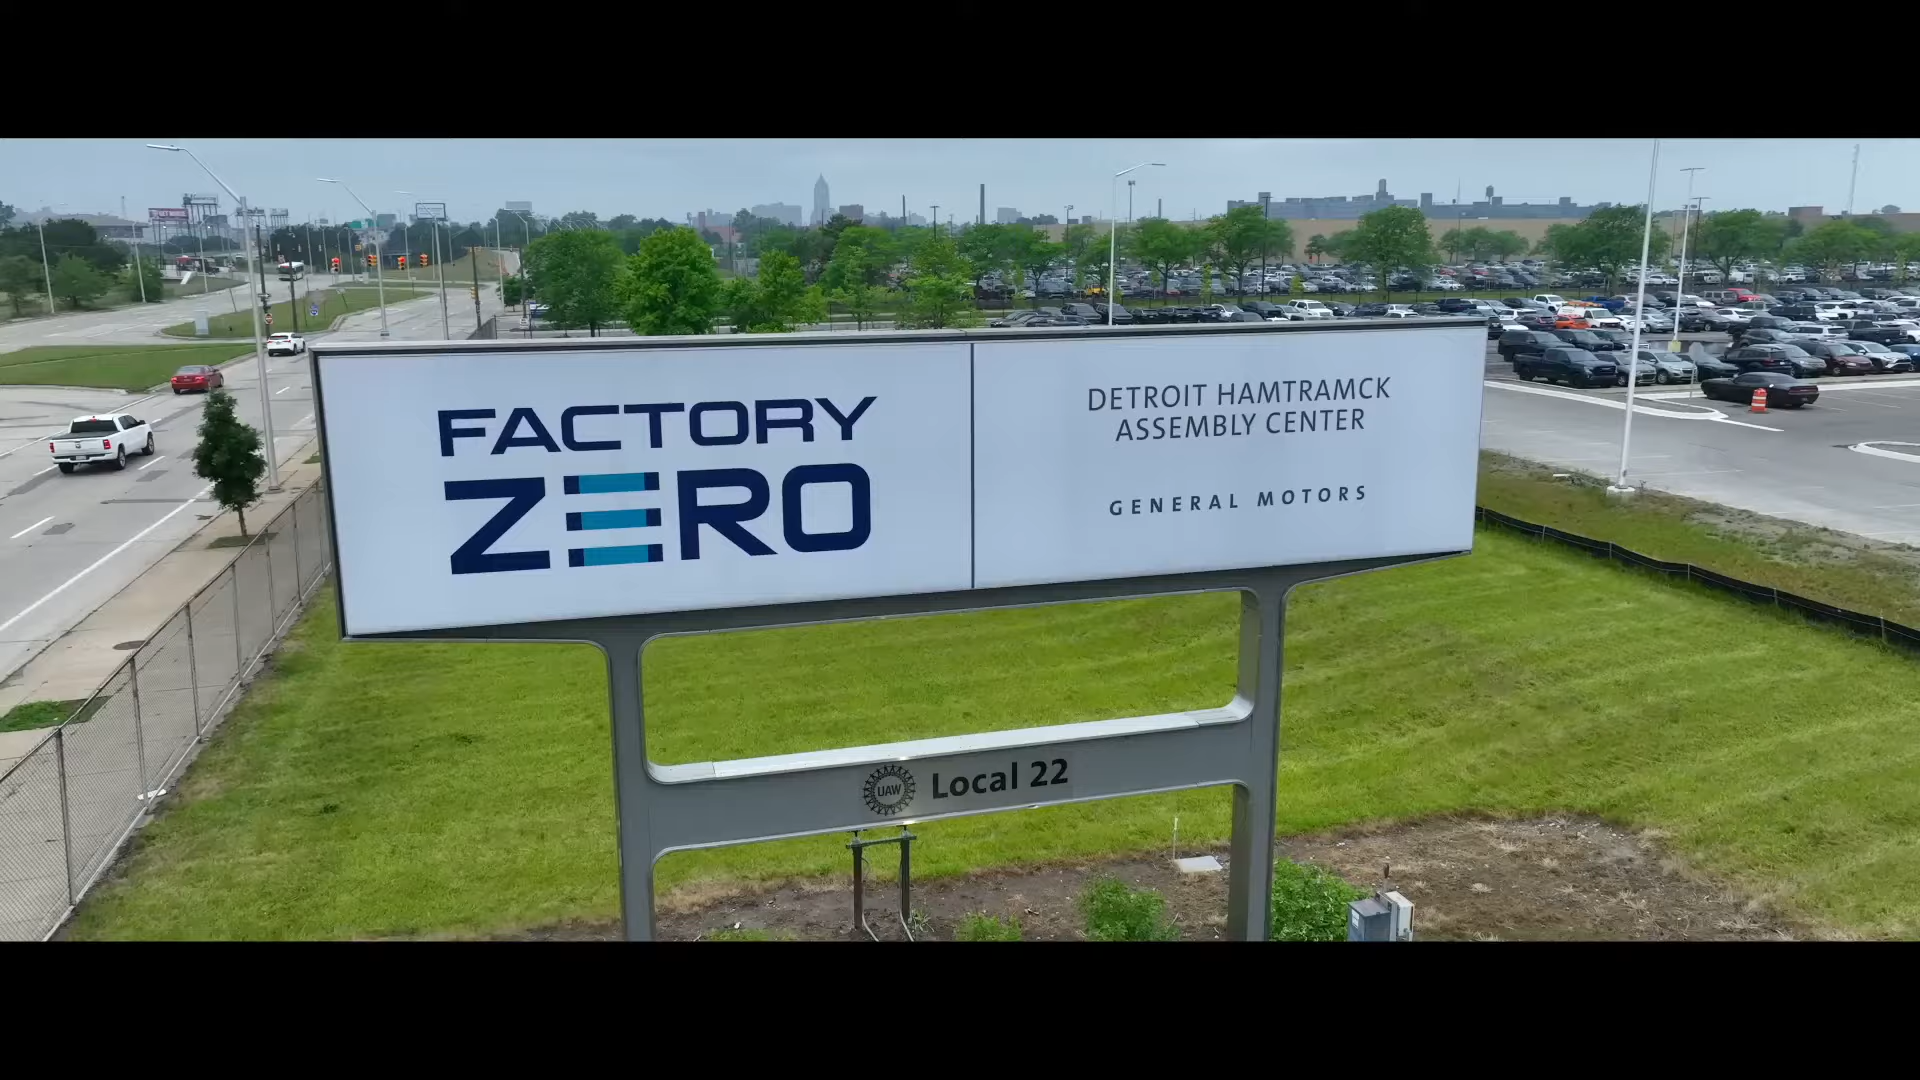 FACTORY
ZERO
DETROIT HAMTRAMCK
ASSEMBLY CENTER
GENERAL MOTORS
UAW Local 22